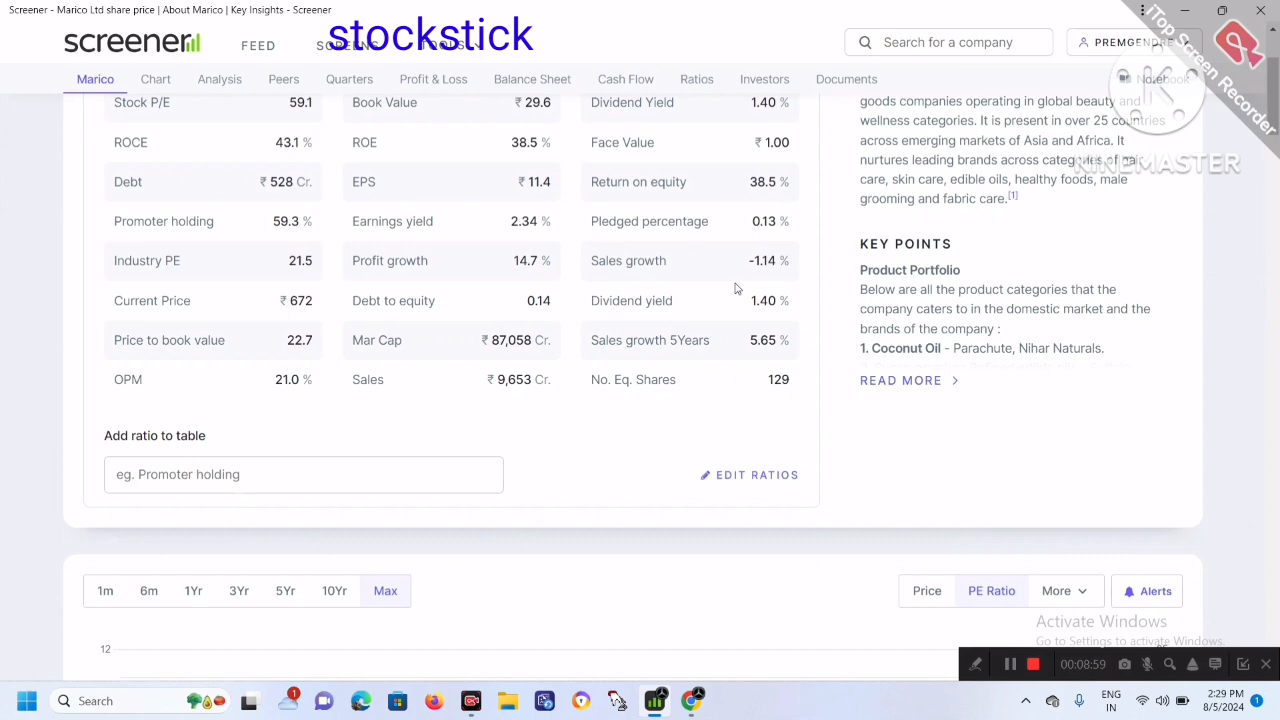 Screener - Marico Ltd share price | About Marico | Key Insights - Screener
stockstick
screener FEED SCREENS TOOLS
Search for a company
PREMGENDRE
iTop Screen Recorder
Marico Chart Analysis Peers Quarters Profit & Loss Balance Sheet Cash Flow Ratios Investors Documents Notebook
KINEMASTER
Stock P/E 59.1 Book Value ₹ 29.6 Dividend Yield 1.40 %
ROCE 43.1 % ROE 38.5 % Face Value ₹ 1.00
Debt ₹ 528 Cr. EPS ₹ 11.4 Return on equity 38.5 %
Promoter holding 59.3 % Earnings yield 2.34 % Pledged percentage 0.13 %
Industry PE 21.5 Profit growth 14.7 % Sales growth -1.14 %
Current Price ₹ 672 Debt to equity 0.14 Dividend yield 1.40 %
Price to book value 22.7 Mar Cap ₹ 87,058 Cr. Sales growth 5Years 5.65 %
OPM 21.0 % Sales ₹ 9,653 Cr. No. Eq. Shares 129
Add ratio to table
eg. Promoter holding
EDIT RATIOS
goods companies operating in global beauty and
wellness categories. It is present in over 25 countries
across emerging markets of Asia and Africa. It
nurtures leading brands across categories of hair
care, skin care, edible oils, healthy foods, male
grooming and fabric care.[1]
KEY POINTS
Product Portfolio
Below are all the product categories that the
company caters to in the domestic market and the
brands of the company :
1. Coconut Oil - Parachute, Nihar Naturals.
READ MORE >
1m 6m 1Yr 3Yr 5Yr 10Yr Max
Price PE Ratio More Alerts
12
Activate Windows
Go to Settings to activate Windows.
00:08:59
Search
1
ENG
IN
2:29 PM
8/5/2024
1